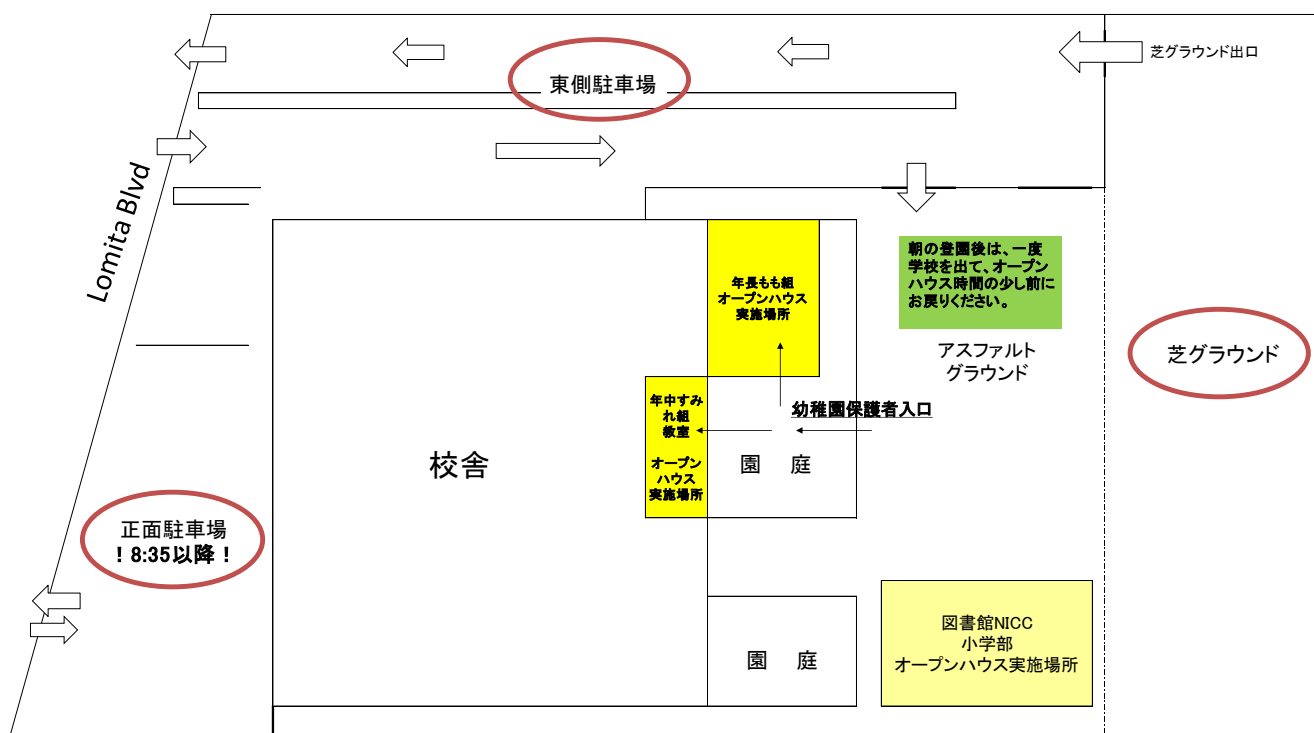 芝グラウンド出口
東側駐車場
Lomita Blvd
朝の登園後は、一度
学校を出て、オープン
ハウス時間の少し前に
お戻りください。
年長もも組
オープンハウス
実施場所
アスファルト
グラウンド
芝グラウンド
年中すみ
れ組
教室
オープン
ハウス
実施場所
幼稚園保護者入口
園　庭
校舎
正面駐車場
！8:35以降！
図書館NICC
小学部
オープンハウス実施場所
園　庭